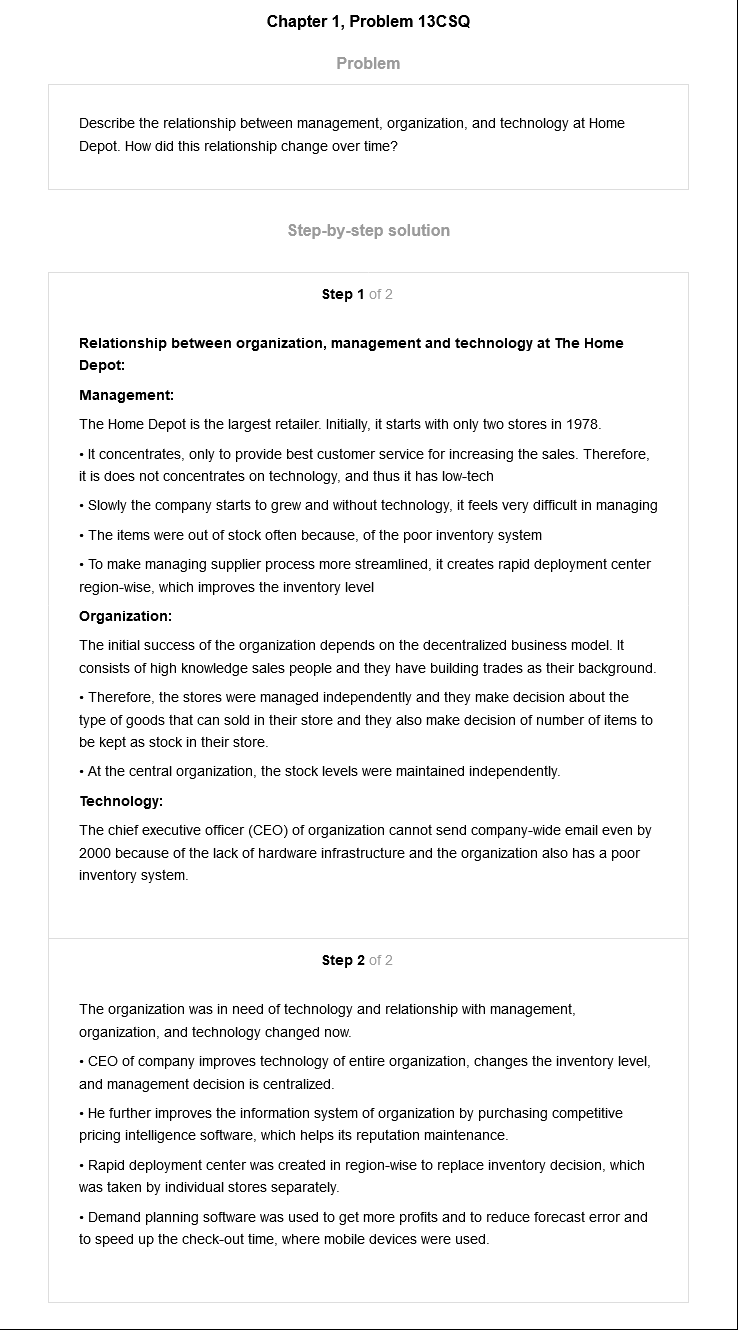 Chapter 1, Problem 13CSQ
Problem
Describe the relationship between management, organization, and technology at Home
Depot. How did this relationship change over time?
Step-by-step solution
Step 1 of 2
Relationship between organization, management and technology at The Home
Depot:
Management:
The Home Depot is the largest retailer. Initially, it starts with only two stores in 1978.
• It concentrates, only to provide best customer service for increasing the sales. Therefore,
it is does not concentrates on technology, and thus it has low-tech
• Slowly the company starts to grew and without technology, it feels very difficult in managing
• The items were out of stock often because, of the poor inventory system
• To make managing supplier process more streamlined, it creates rapid deployment center
region-wise, which improves the inventory level
Organization:
The initial success of the organization depends on the decentralized business model. It
consists of high knowledge sales people and they have building trades as their background.
• Therefore, the stores were managed independently and they make decision about the
type of goods that can sold in their store and they also make decision of number of items to
be kept as stock in their store.
• At the central organization, the stock levels were maintained independently.
Technology:
The chief executive officer (CEO) of organization cannot send company-wide email even by
2000 because of the lack of hardware infrastructure and the organization also has a poor
inventory system.
Step 2 of 2
The organization was in need of technology and relationship with management,
organization, and technology changed now.
• CEO of company improves technology of entire organization, changes the inventory level,
and management decision is centralized.
• He further improves the information system of organization by purchasing competitive
pricing intelligence software, which helps its reputation maintenance.
• Rapid deployment center was created in region-wise to replace inventory decision, which
was taken by individual stores separately.
• Demand planning software was used to get more profits and to reduce forecast error and
to speed up the check-out time, where mobile devices were used.